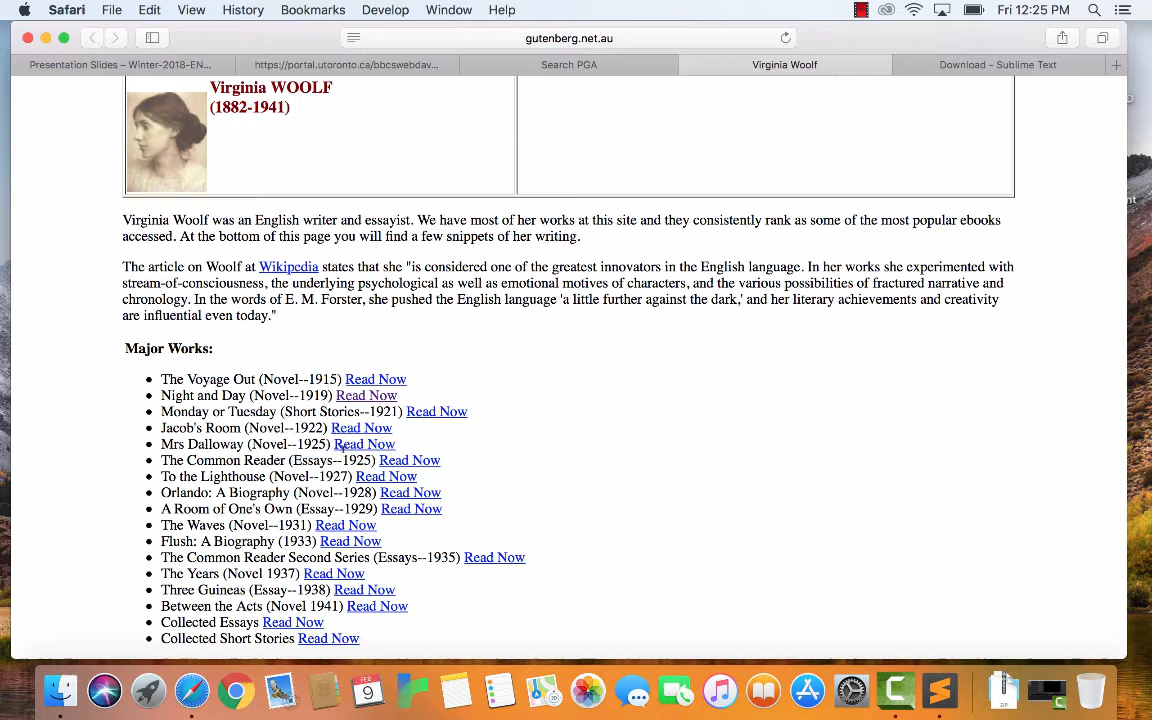 Safari File Edit View History Bookmarks Develop Window Help Fri 12:25 PM
gutenberg.net.au
Presentation Slides – Winter-2018-EN... https://portal.utoronto.ca/bbcswebdav... Search PGA Virginia Woolf Download - Sublime Text
Virginia WOOLF
(1882-1941)
Virginia Woolf was an English writer and essayist. We have most of her works at this site and they consistently rank as some of the most popular ebooks
accessed. At the bottom of this page you will find a few snippets of her writing.
The article on Woolf at Wikipedia states that she "is considered one of the greatest innovators in the English language. In her works she experimented with
stream-of-consciousness, the underlying psychological as well as emotional motives of characters, and the various possibilities of fractured narrative and
chronology. In the words of E. M. Forster, she pushed the English language 'a little further against the dark,' and her literary achievements and creativity
are influential even today."
Major Works:
The Voyage Out (Novel--1915) Read Now
Night and Day (Novel--1919) Read Now
Monday or Tuesday (Short Stories--1921) Read Now
Jacob's Room (Novel--1922) Read Now
Mrs Dalloway (Novel--1925) Read Now
The Common Reader (Essays--1925) Read Now
To the Lighthouse (Novel--1927) Read Now
Orlando: A Biography (Novel--1928) Read Now
A Room of One's Own (Essay--1929) Read Now
The Waves (Novel--1931) Read Now
Flush: A Biography (1933) Read Now
The Common Reader Second Series (Essays--1935) Read Now
The Years (Novel 1937) Read Now
Three Guineas (Essay--1938) Read Now
Between the Acts (Novel 1941) Read Now
Collected Essays Read Now
Collected Short Stories Read Now
FEB
9
ZIP